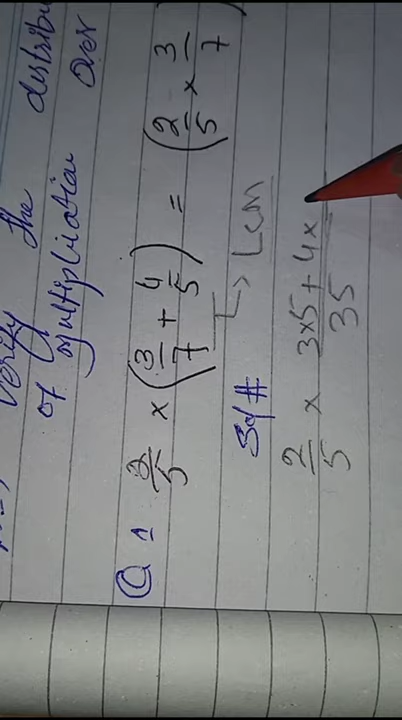 Verify the distribu
of Multiplication over
Q1 2/5 × (3/7 + 4/5) = (2/5 × 3/7)
→ LCM
Sol#
2/5 × 3×5+4×/35